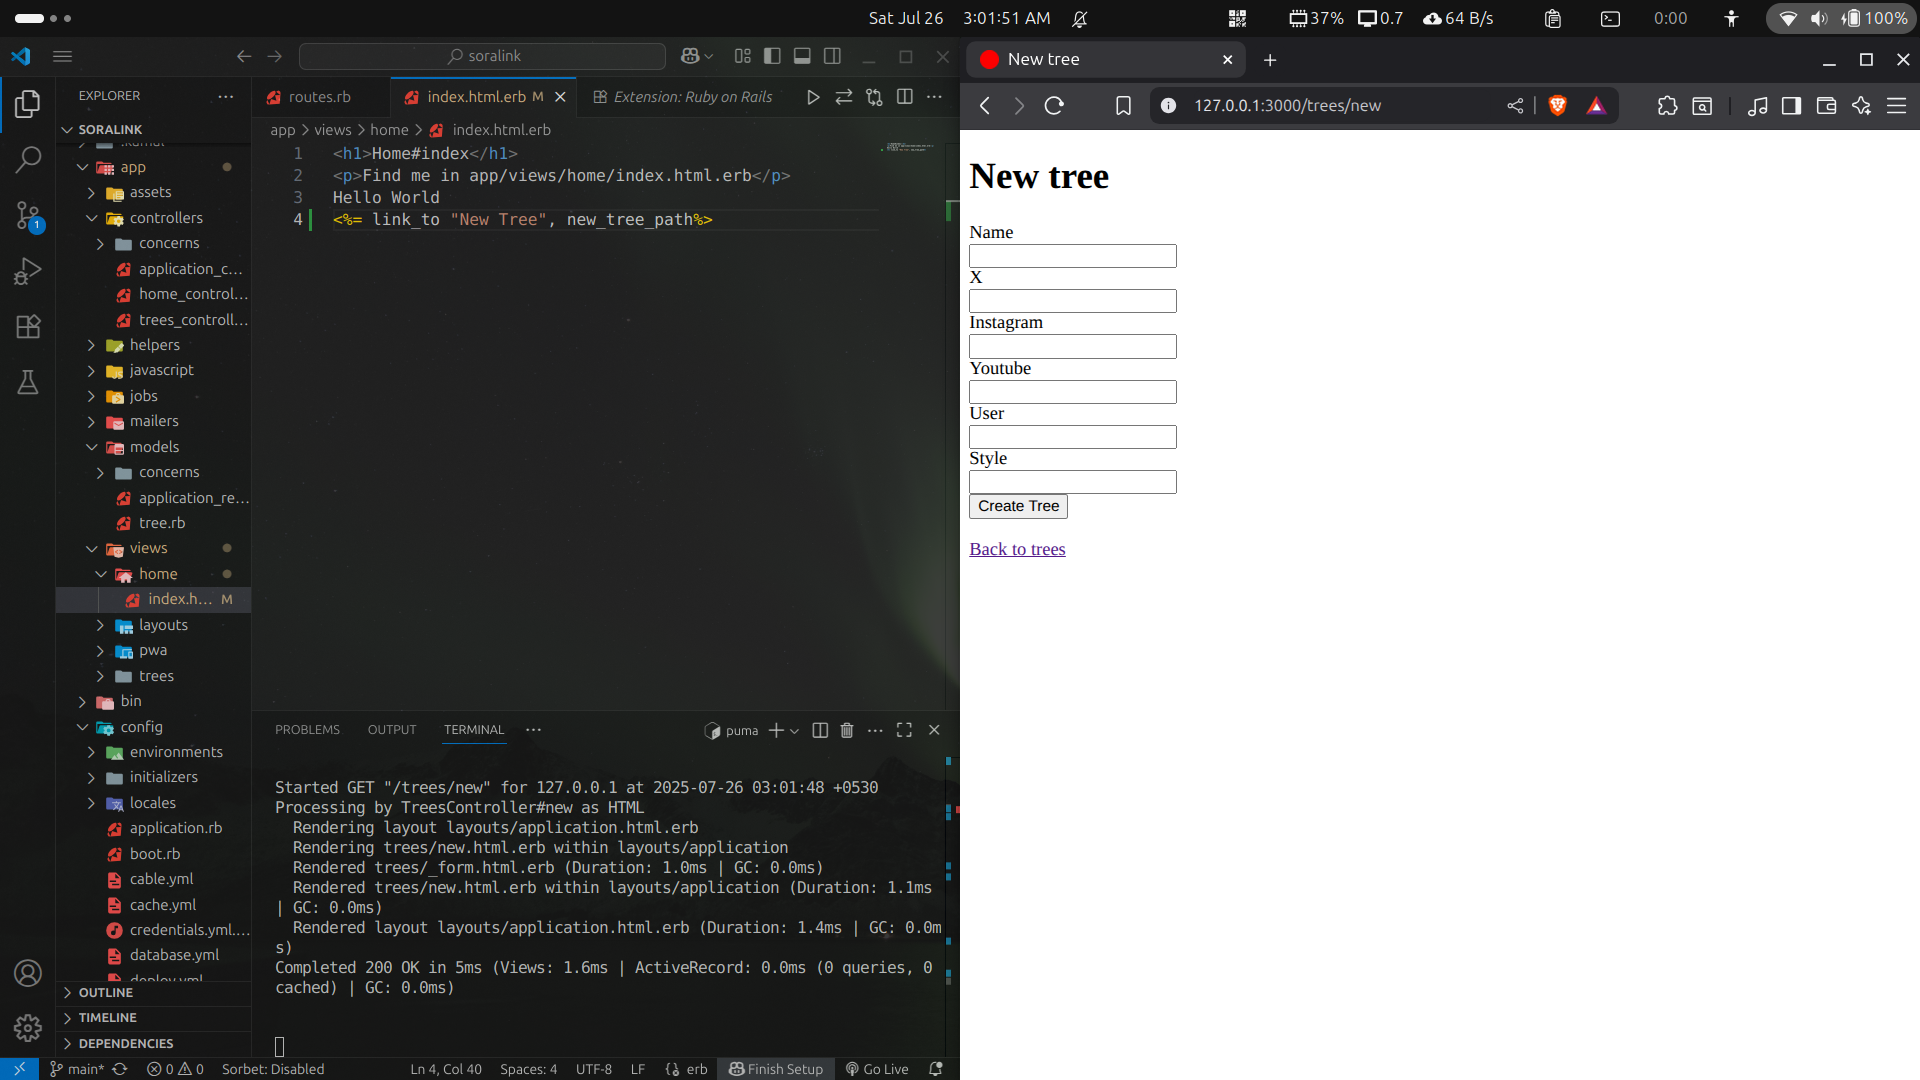 Sat Jul 26 3:01:51 AM 37% 0.7 64 B/s 0:00 100%
soralink
EXPLORER
SORALINK
app
assets
controllers
concerns
application_c...
home_control...
trees_controll...
helpers
javascript
jobs
mailers
models
concerns
application_re...
tree.rb
views
home
index.h... M
layouts
pwa
trees
bin
config
environments
initializers
locales
application.rb
boot.rb
cable.yml
cache.yml
credentials.yml....
database.yml
deploy.yml
OUTLINE
TIMELINE
DEPENDENCIES
routes.rb index.html.erb M Extension: Ruby on Rails
app > views > home > index.html.erb
1 <h1>Home#index</h1>
2 <p>Find me in app/views/home/index.html.erb</p>
3 Hello World
4 <%= link_to "New Tree", new_tree_path%>
PROBLEMS OUTPUT TERMINAL puma
Started GET "/trees/new" for 127.0.0.1 at 2025-07-26 03:01:48 +0530
Processing by TreesController#new as HTML
Rendering layout layouts/application.html.erb
Rendering trees/new.html.erb within layouts/application
Rendered trees/_form.html.erb (Duration: 1.0ms | GC: 0.0ms)
Rendered trees/new.html.erb within layouts/application (Duration: 1.1ms
| GC: 0.0ms)
Rendered layout layouts/application.html.erb (Duration: 1.4ms | GC: 0.0m
s)
Completed 200 OK in 5ms (Views: 1.6ms | ActiveRecord: 0.0ms (0 queries, 0
cached) | GC: 0.0ms)
1
main* 0 0 Sorbet: Disabled Ln 4, Col 40 Spaces: 4 UTF-8 LF erb Finish Setup Go Live
New tree
127.0.0.1:3000/trees/new
New tree
Name
X
Instagram
Youtube
User
Style
Create Tree
Back to trees